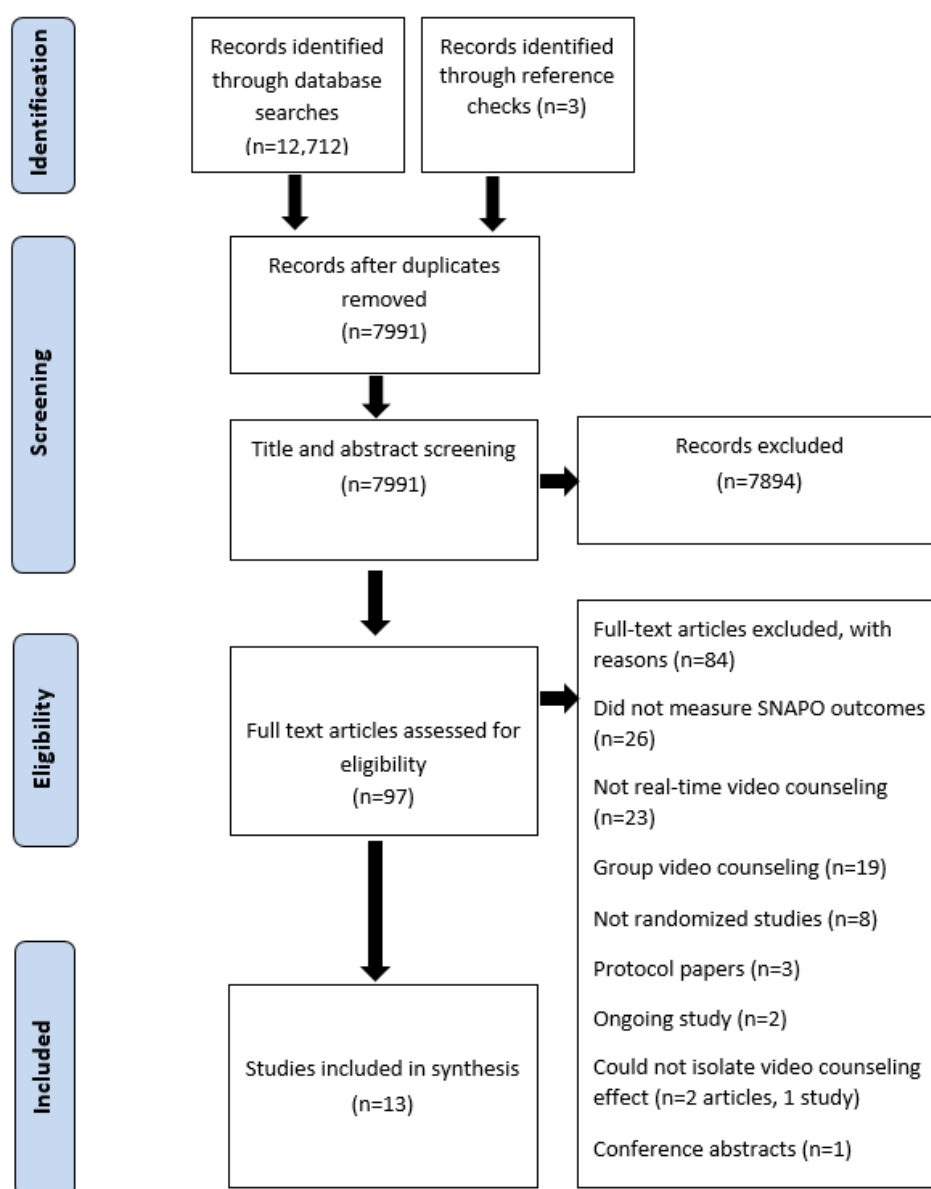 Identification
Records identified
through database
searches
(n=12,712)
Records identified
through reference
checks (n=3)
Screening
Records after duplicates
removed
(n=7991)
Title and abstract screening
(n=7991)
Records excluded
(n=7894)
Eligibility
Full text articles assessed for
eligibility
(n=97)
Full-text articles excluded, with
reasons (n=84)
Did not measure SNAPO outcomes
(n=26)
Not real-time video counseling
(n=23)
Group video counseling (n=19)
Not randomized studies (n=8)
Protocol papers (n=3)
Ongoing study (n=2)
Could not isolate video counseling
effect (n=2 articles, 1 study)
Conference abstracts (n=1)
Included
Studies included in synthesis
(n=13)